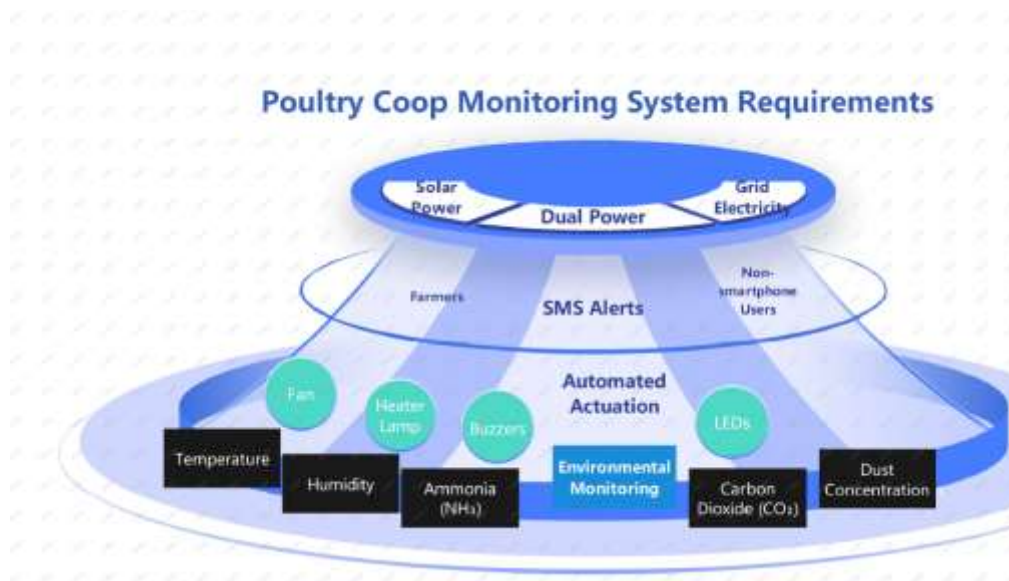 Poultry Coop Monitoring System Requirements
Solar
Power
Dual Power
Grid
Electricity
Farmers
SMS Alerts
Non-
smartphone
Users
Automated
Actuation
Fan
Heater
Lamp
Buzzers
LEDs
Temperature
Humidity
Ammonia
(NH₃)
Environmental
Monitoring
Carbon
Dioxide (CO₂)
Dust
Concentration